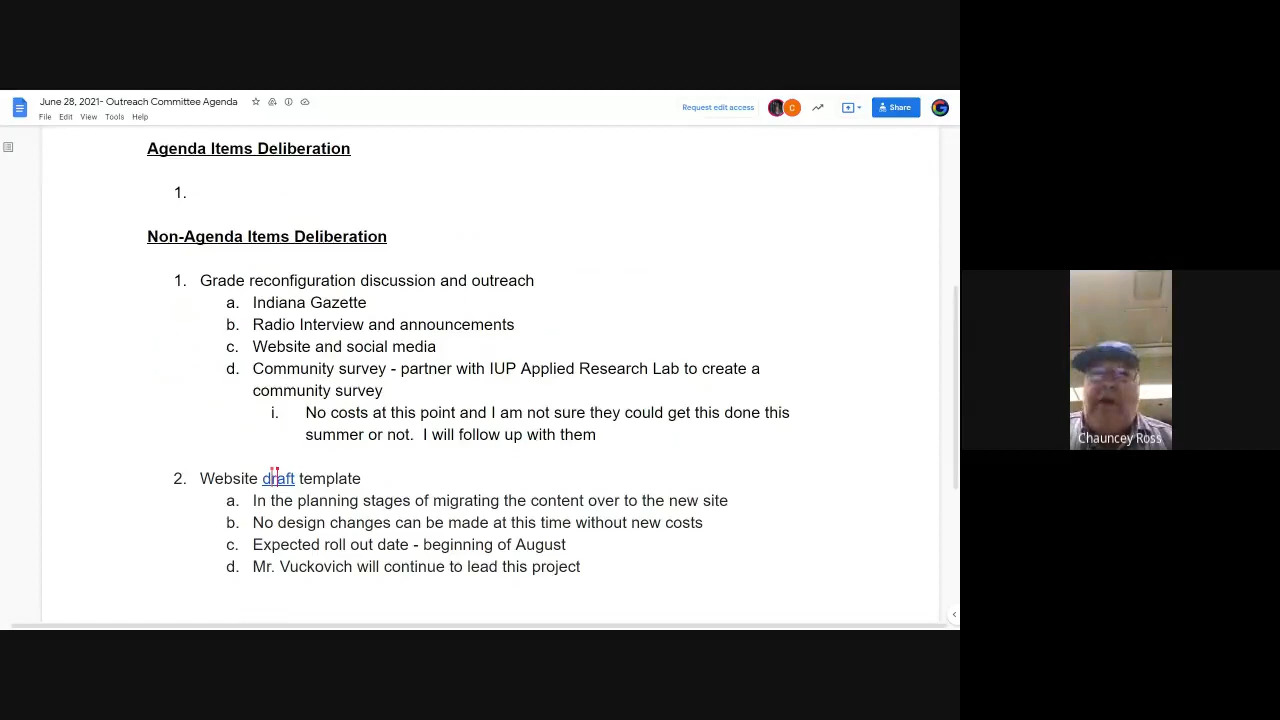 June 28, 2021- Outreach Committee Agenda
File Edit View Tools Help
Request edit access
C
Share
G
Agenda Items Deliberation
1.
Non-Agenda Items Deliberation
1. Grade reconfiguration discussion and outreach
a. Indiana Gazette
b. Radio Interview and announcements
c. Website and social media
d. Community survey - partner with IUP Applied Research Lab to create a
community survey
i. No costs at this point and I am not sure they could get this done this
summer or not. I will follow up with them
2. Website draft template
a. In the planning stages of migrating the content over to the new site
b. No design changes can be made at this time without new costs
c. Expected roll out date - beginning of August
d. Mr. Vuckovich will continue to lead this project
Chauncey Ross